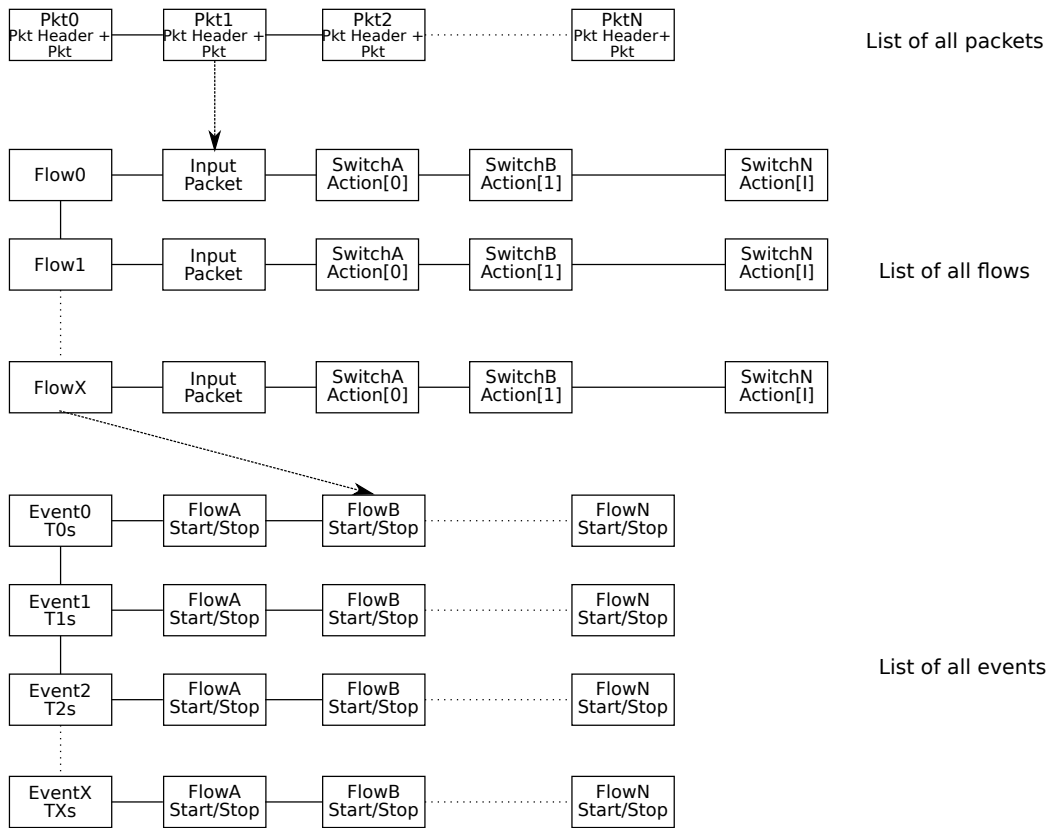 Pkt0
Pkt Header +
Pkt
Pkt1
Pkt Header +
Pkt
Pkt2
Pkt Header +
Pkt
PktN
Pkt Header+
Pkt
List of all packets
Flow0
Input
Packet
SwitchA
Action[0]
SwitchB
Action[1]
SwitchN
Action[I]
Flow1
Input
Packet
SwitchA
Action[0]
SwitchB
Action[1]
SwitchN
Action[I]
List of all flows
FlowX
Input
Packet
SwitchA
Action[0]
SwitchB
Action[1]
SwitchN
Action[I]
Event0
T0s
FlowA
Start/Stop
FlowB
Start/Stop
FlowN
Start/Stop
Event1
T1s
FlowA
Start/Stop
FlowB
Start/Stop
FlowN
Start/Stop
List of all events
Event2
T2s
FlowA
Start/Stop
FlowB
Start/Stop
FlowN
Start/Stop
EventX
TXs
FlowA
Start/Stop
FlowB
Start/Stop
FlowN
Start/Stop